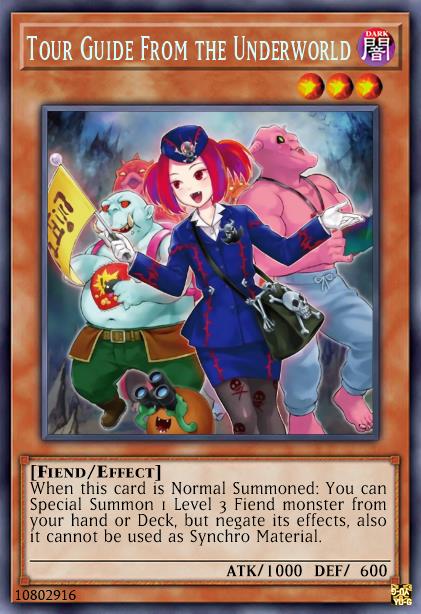 TOUR GUIDE FROM THE UNDERWORLD
DARK
闇
[FIEND/EFFECT]
When this card is Normal Summoned: You can
Special Summon 1 Level 3 Fiend monster from
your hand or Deck, but negate its effects, also
it cannot be used as Synchro Material.
ATK/1000 DEF/ 600
10802916